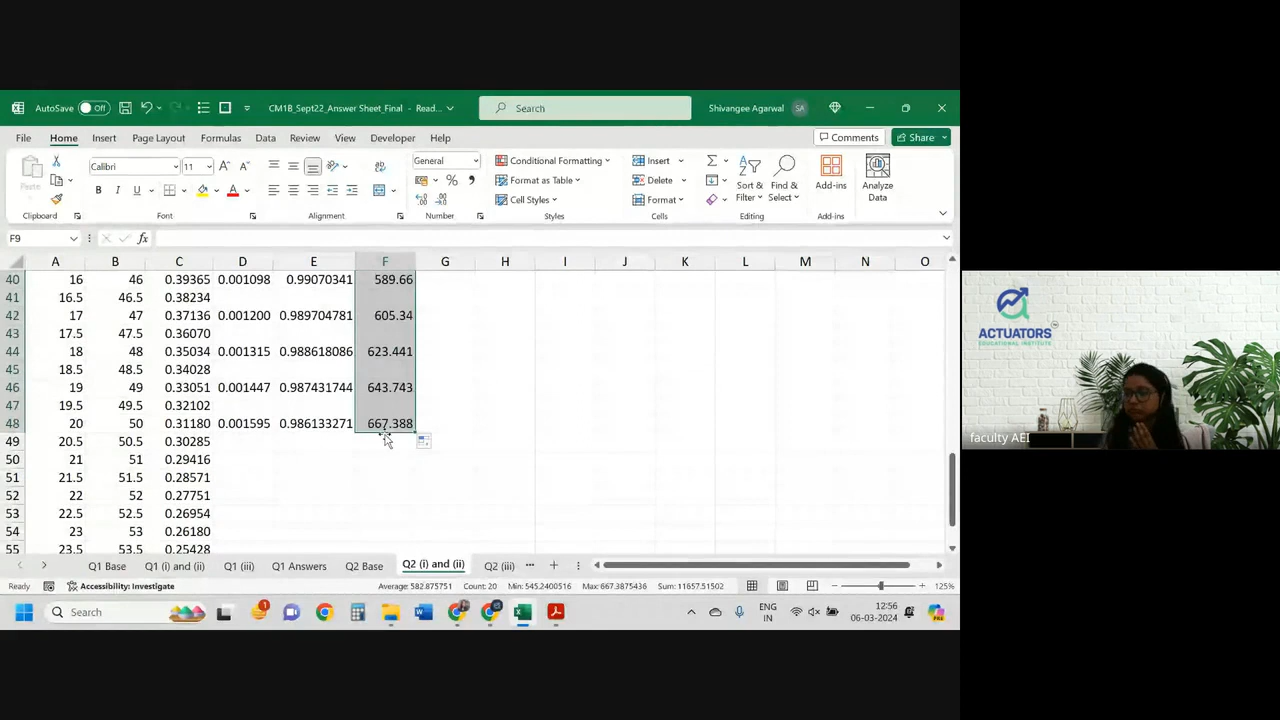 AutoSave Off CM1B_Sept22_Answer Sheet_Final - Read... Search Shivangee Agarwal SA
File Home Insert Page Layout Formulas Data Review View Developer Help Comments Share
Paste Calibri 11 General Conditional Formatting Insert
B I U A Format as Table Delete Sort & Filter Find & Select Add-ins Analyze Data
Cell Styles Format
Clipboard Font Alignment Number Styles Cells Editing Add-ins
F9 fx
A B C D E F G H I J K L M N O
40 16 46 0.39365 0.001098 0.99070341 589.66
41 16.5 46.5 0.38234
42 17 47 0.37136 0.001200 0.989704781 605.34
43 17.5 47.5 0.36070
44 18 48 0.35034 0.001315 0.988618086 623.441
45 18.5 48.5 0.34028
46 19 49 0.33051 0.001447 0.987431744 643.743
47 19.5 49.5 0.32102
48 20 50 0.31180 0.001595 0.986133271 667.388
49 20.5 50.5 0.30285
50 21 51 0.29416
51 21.5 51.5 0.28571
52 22 52 0.27751
53 22.5 52.5 0.26954
54 23 53 0.26180
55 23.5 53.5 0.25428
Q1 Base Q1 (i) and (ii) Q1 (iii) Q1 Answers Q2 Base Q2 (i) and (ii) Q2 (iii) ...
Ready Accessibility: Investigate Average: 582.875751 Count: 20 Min: 545.2401516 Max: 667.3875436 Sum: 11657.51502 125%
Search ENG IN 12:56 06-03-2024
ACTUATORS
EDUCATIONAL INSTITUTE
faculty AEI